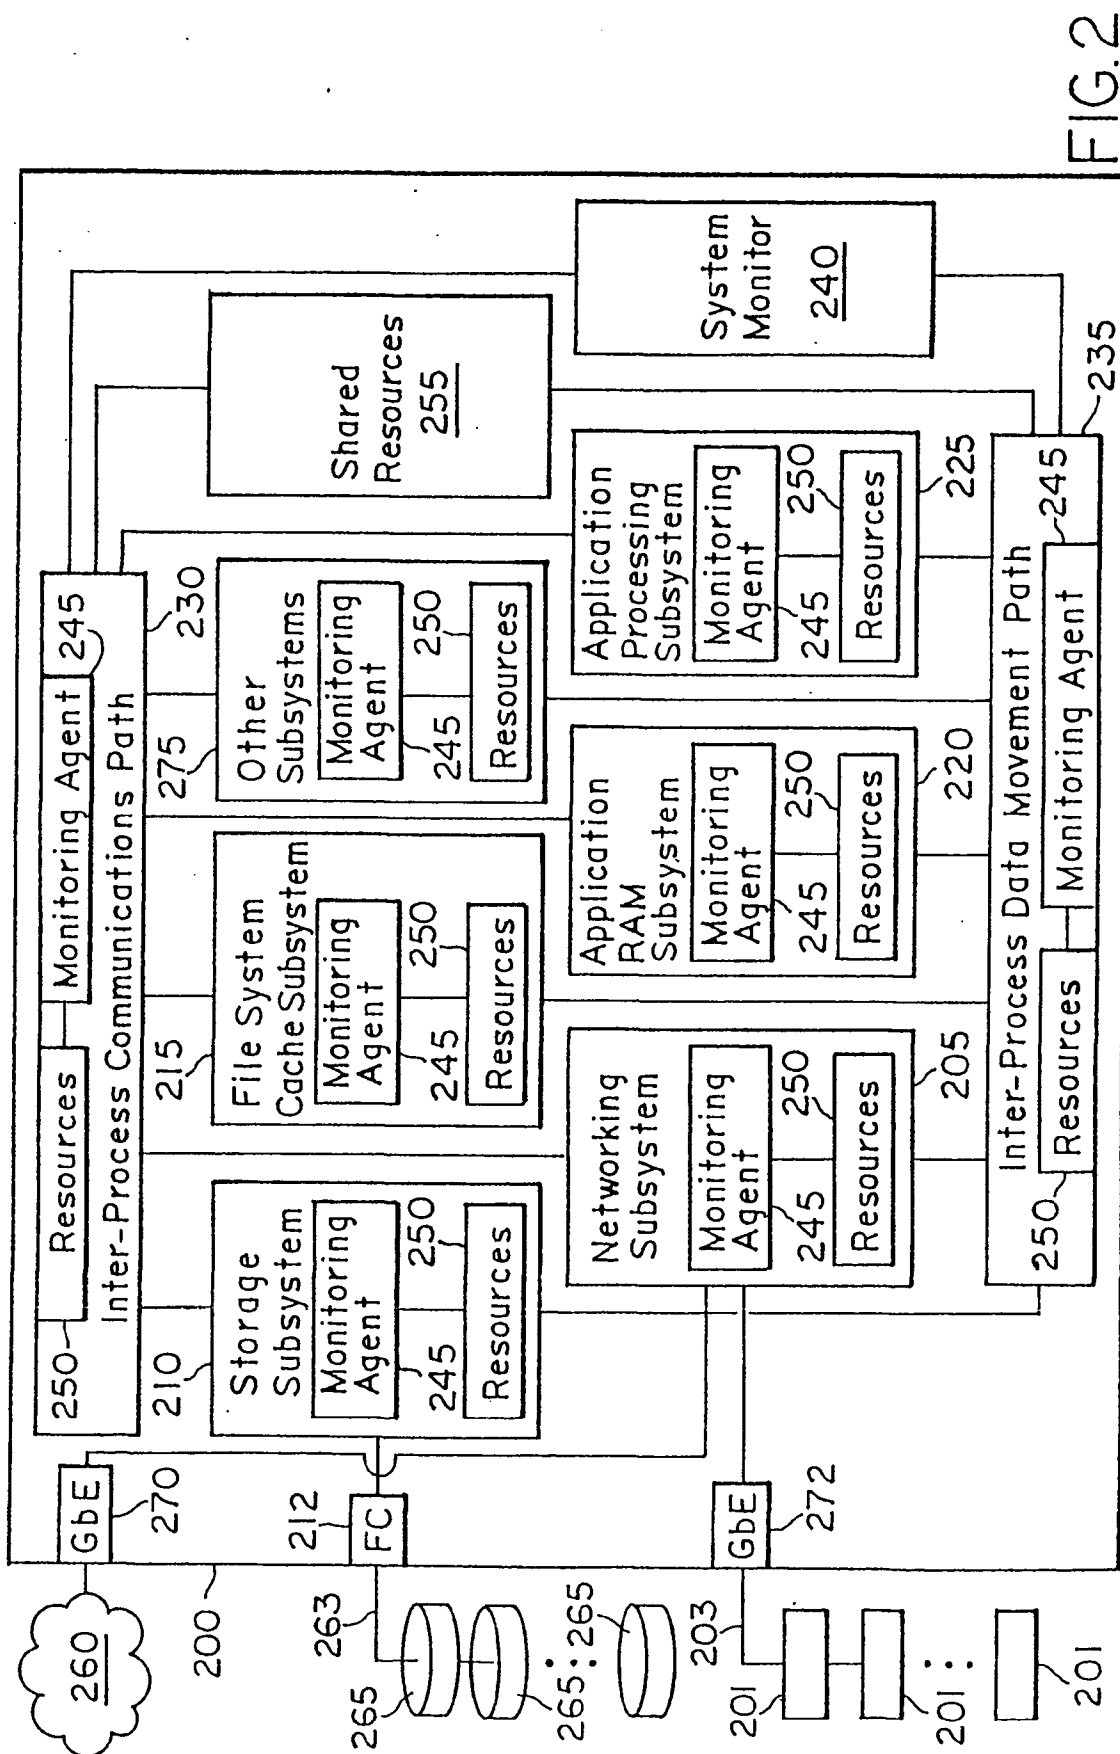 260
GbE
270
200
250
Resources
Monitoring Agent
245
Inter-Process Communications Path
230
210
Storage
Subsystem
Monitoring
Agent
245
250
Resources
215
File System
Cache Subsystem
Monitoring
Agent
245
250
Resources
275
Other
Subsystems
Monitoring
Agent
245
250
Resources
Shared
Resources
255
System
Monitor
240
212
FC
263
265
265
265
Networking
Subsystem
Monitoring
Agent
245
250
Resources
205
Application
RAM
Subsystem
Monitoring
Agent
245
250
Resources
220
Application
Processing
Subsystem
Monitoring
Agent
245
250
Resources
225
GbE
272
203
201
201
201
Inter-Process Data Movement Path
250
Resources
Monitoring Agent
245
235
FIG.2